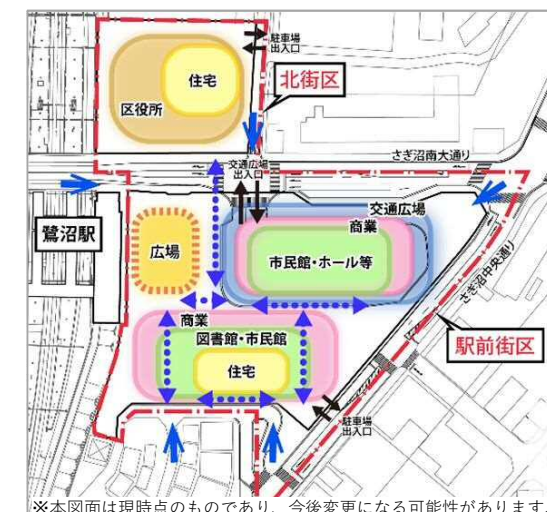 駐車場
出入口
住宅
区役所
北街区
さぎ沼南大通り
交通広場
出入口
鷺沼駅
広場
交通広場
商業
市民館・ホール等
さぎ沼中央通り
商業
図書館・市民館
住宅
駅前街区
駐車場
出入口
※本図面は現時点のものであり、今後変更になる可能性があります。